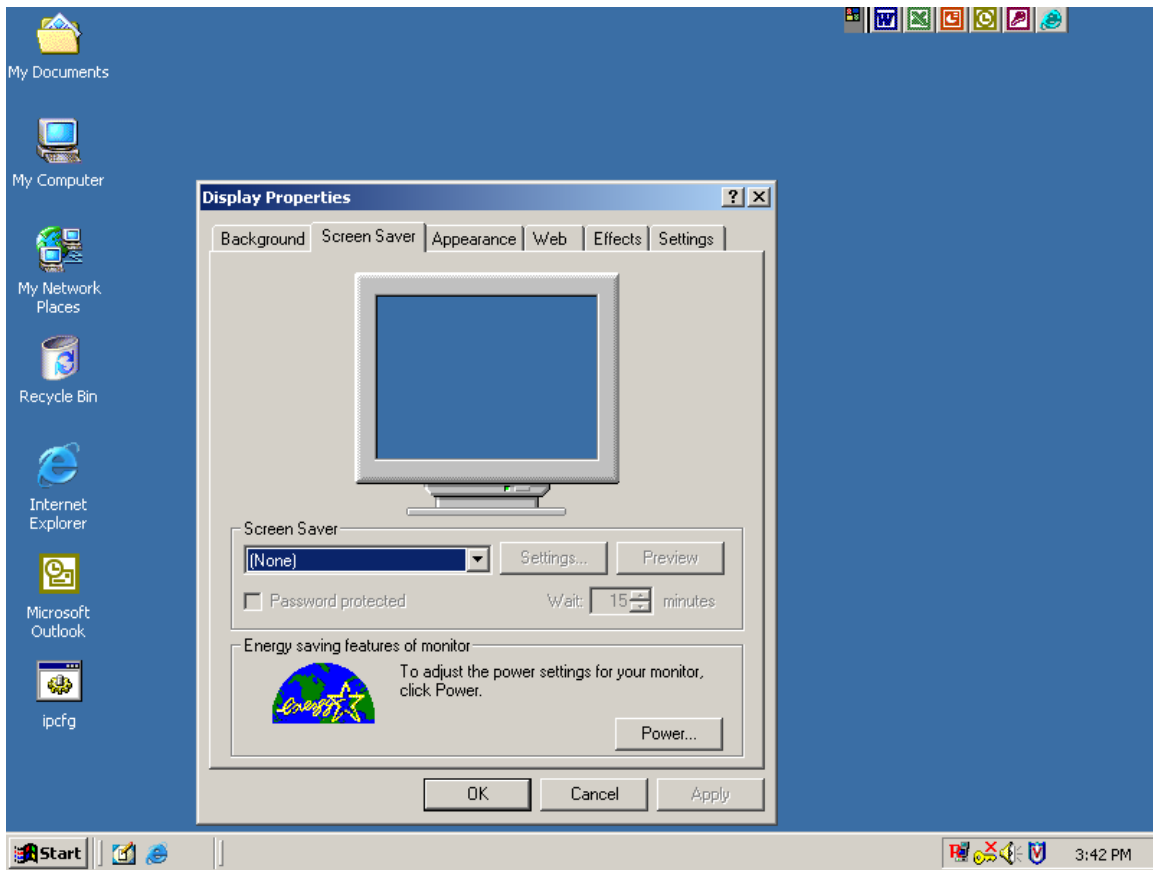 My Documents
My Computer
My Network
Places
Recycle Bin
Internet
Explorer
Microsoft
Outlook
ipcfg
Display Properties
Background Screen Saver Appearance Web Effects Settings
Screen Saver
(None) Settings... Preview
Password protected Wait: 15 minutes
Energy saving features of monitor
To adjust the power settings for your monitor,
click Power.
energy
Power...
OK Cancel Apply
Start 3:42 PM